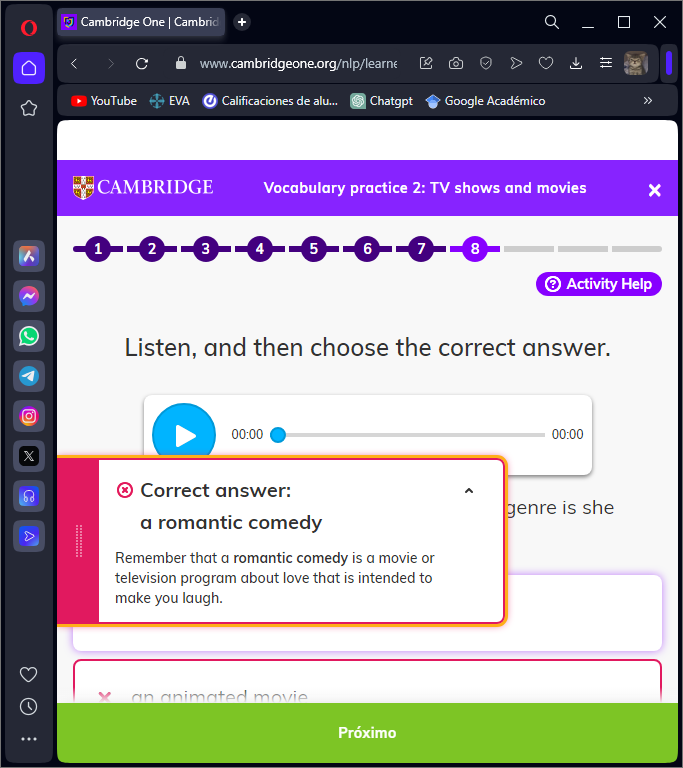 Cambridge One | Cambrid
www.cambridgeone.org/nlp/learne
YouTube
EVA
Calificaciones de alu...
Chatgpt
Google Académico
CAMBRIDGE
Vocabulary practice 2: TV shows and movies
1 2 3 4 5 6 7 8
Activity Help
Listen, and then choose the correct answer.
00:00 00:00
genre is she
Correct answer:
a romantic comedy
Remember that a romantic comedy is a movie or
television program about love that is intended to
make you laugh.
an animated movie
Próximo